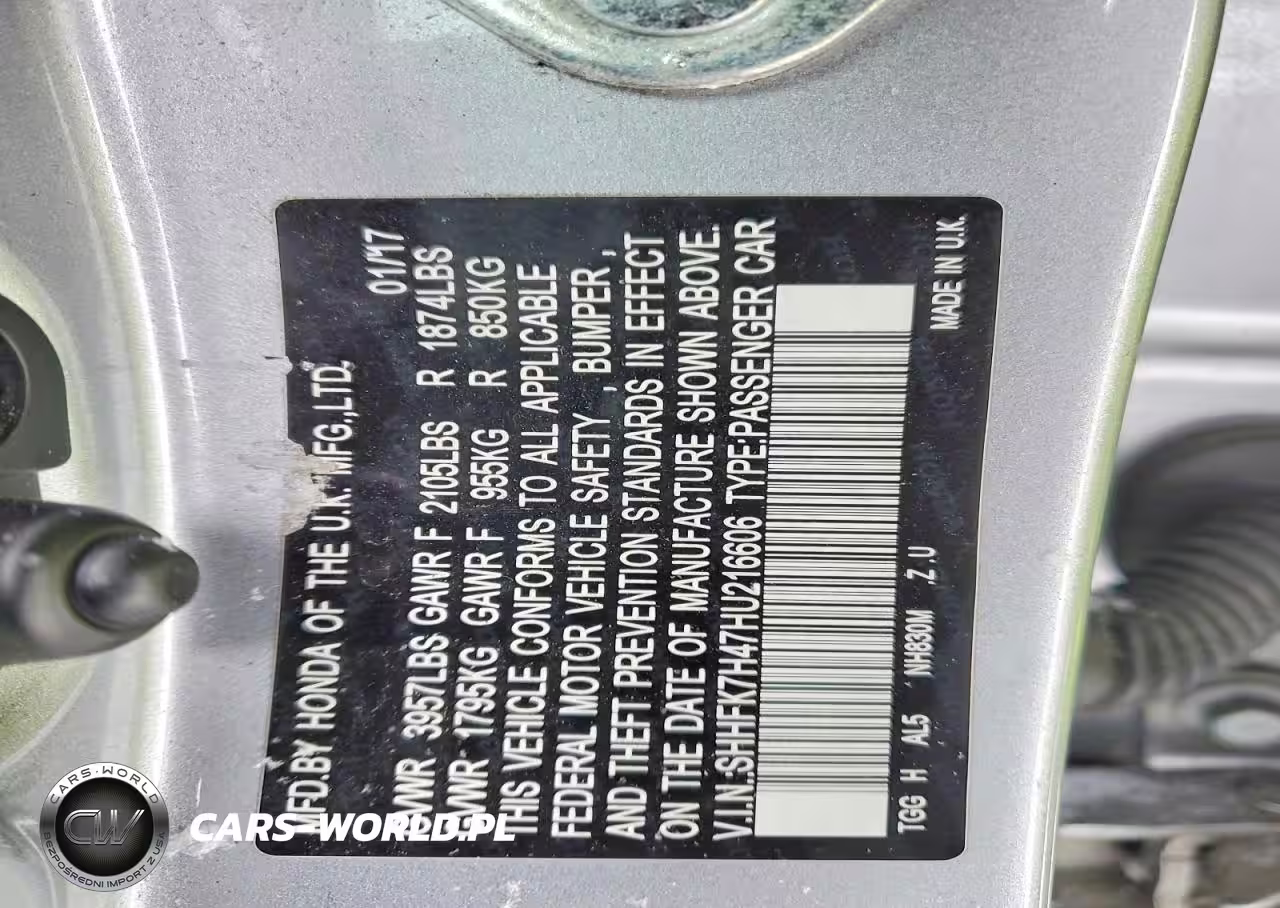 MFD.BY HONDA OF THE U.K. MFG.,LTD.
01/17
GVWR 3957LBS GAWR F 2105LBS R 1874LBS
GVWR 1795KG GAWR F 955KG R 850KG
THIS VEHICLE CONFORMS TO ALL APPLICABLE
FEDERAL MOTOR VEHICLE SAFETY , BUMPER ,
AND THEFT PREVENTION STANDARDS IN EFFECT
ON THE DATE OF MANUFACTURE SHOWN ABOVE.
V.I.N.:SHHFK7H47HU216606 TYPE:PASSENGER CAR
TGG H AL5 NH830M ,Z ,U MADE IN U.K.
CARS-WORLD
CW
BEZPOŚREDNI IMPORT Z USA
CARS-WORLD.PL